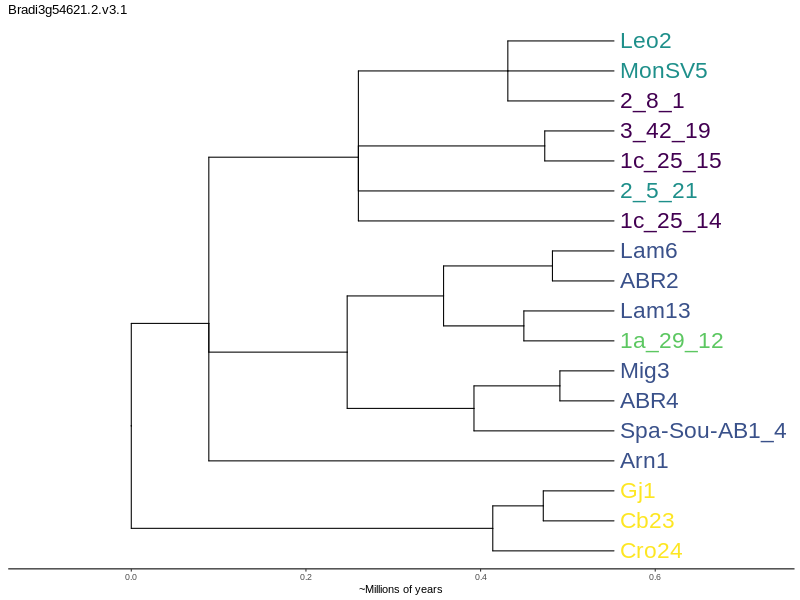 Bradi3g54621.2.v3.1
Leo2
MonSV5
2_8_1
3_42_19
1c_25_15
2_5_21
1c_25_14
Lam6
ABR2
Lam13
1a_29_12
Mig3
ABR4
Spa-Sou-AB1_4
Arn1
Gj1
Cb23
Cro24
0.0 0.2 0.4 0.6
~Millions of years